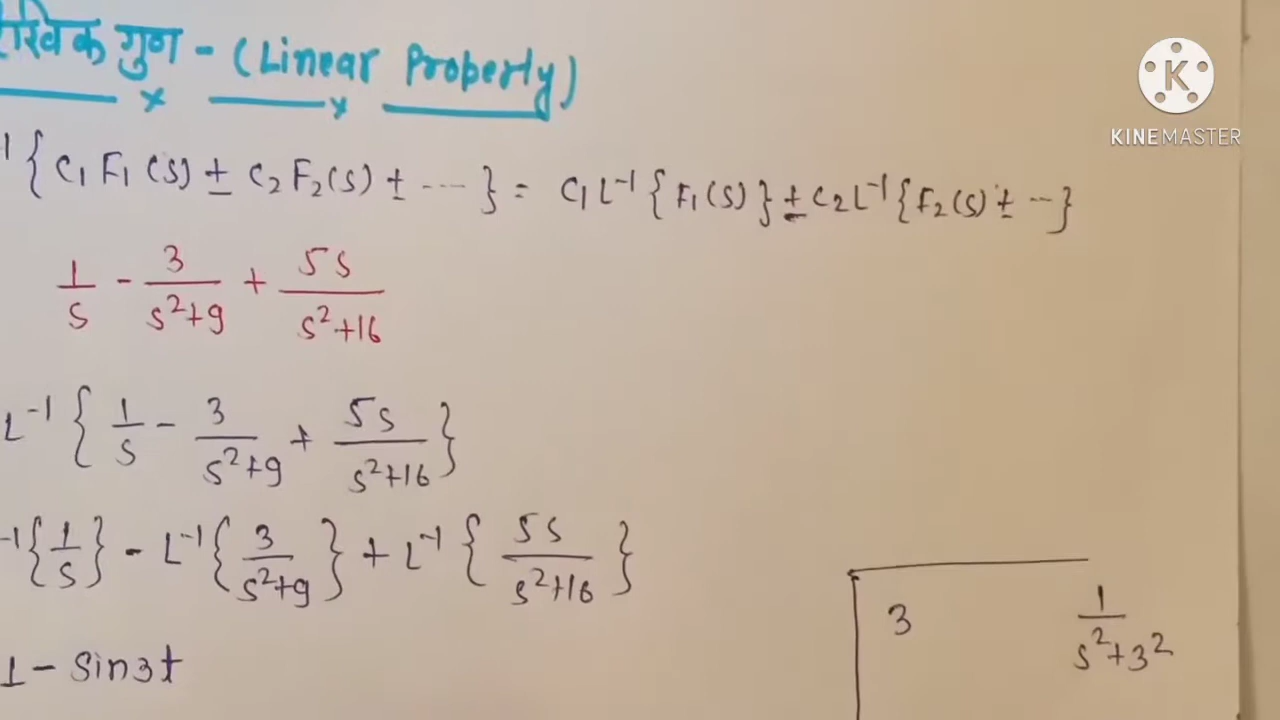 गुण - (Linear Property)
{ C₁ F₁ (S) ± C₂ F₂(S) ± ---- } = C₁ L⁻¹ { F₁(S) } ± C₂ L⁻¹ { F₂(S) ± -- }
1/S - 3/(S²+9) + 5S/(S²+16)
L⁻¹ { 1/S - 3/(S²+9) + 5S/(S²+16) }
⁻¹ { 1/S } - L⁻¹ { 3/(S²+9) } + L⁻¹ { 5S/(S²+16) }
1 - Sin3t
3 1/(S²+3²)
K
KINEMASTER